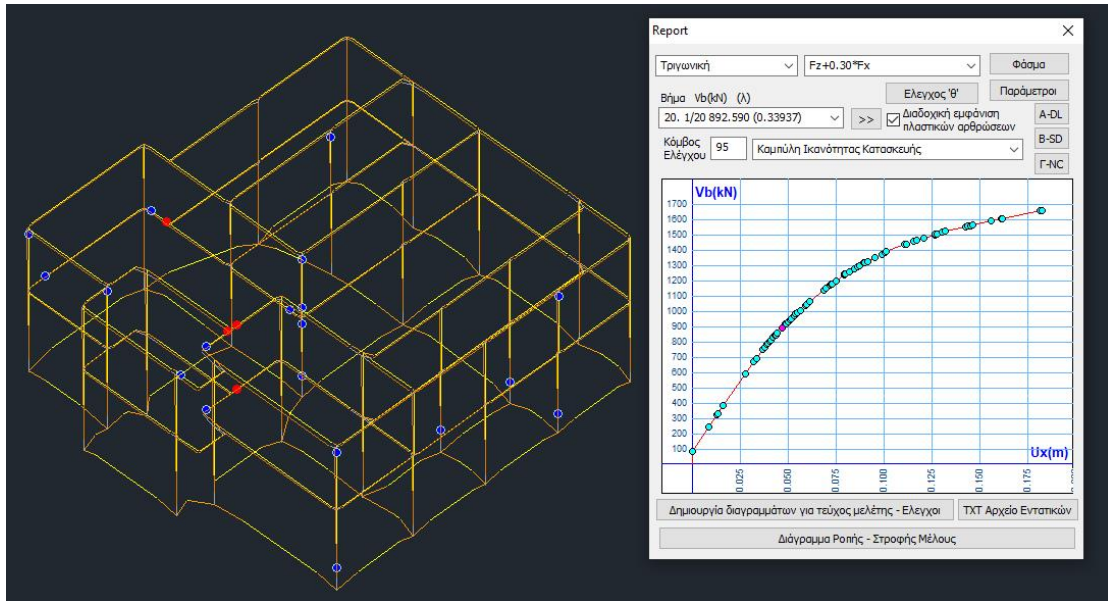 Report
Τριγωνική
Fz+0.30*Fx
Φάσμα
Βήμα Vb(kN) (λ)
Ελεγχος 'θ'
Παράμετροι
20. 1/20 892.590 (0.33937)
>>
Διαδοχική εμφάνιση
πλαστικών αρθρώσεων
A-DL
Κόμβος
Ελέγχου
95
Καμπύλη Ικανότητας Κατασκευής
B-SD
Γ-NC
Vb(kN)
1700
1600
1500
1400
1300
1200
1100
1000
900
800
700
600
500
400
300
200
100
Ux(m)
0.025
0.050
0.075
0.100
0.125
0.150
0.175
Δημιουργία διαγραμμάτων για τεύχος μελέτης - Ελεγχοι
TXT Αρχείο Εντατικών
Διάγραμμα Ροπής - Στροφής Μέλους